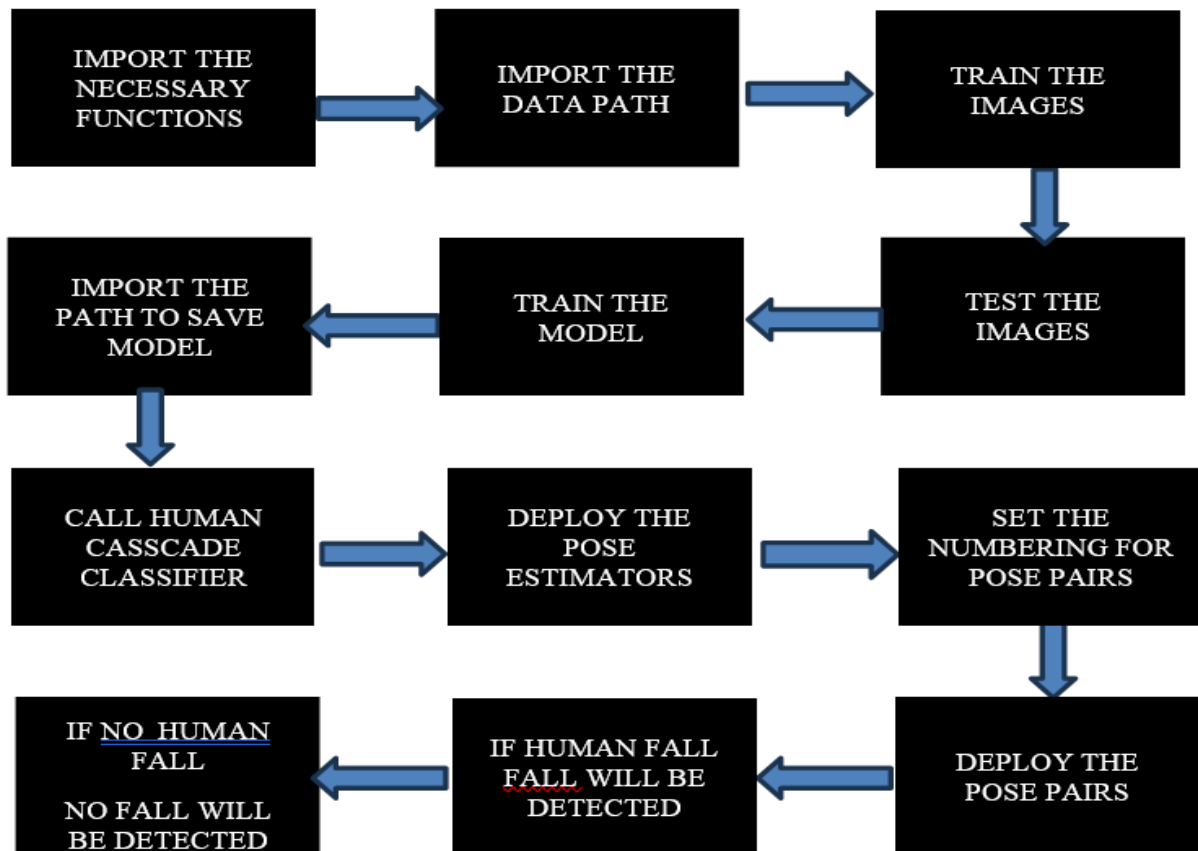 IMPORT THE
NECESSARY
FUNCTIONS
IMPORT THE
DATA PATH
TRAIN THE
IMAGES
TEST THE
IMAGES
TRAIN THE
MODEL
IMPORT THE
PATH TO SAVE
MODEL
CALL HUMAN
CASSCADE
CLASSIFIER
DEPLOY THE
POSE
ESTIMATORS
SET THE
NUMBERING FOR
POSE PAIRS
DEPLOY THE
POSE PAIRS
IF HUMAN FALL
FALL WILL BE
DETECTED
IF NO HUMAN
FALL
NO FALL WILL
BE DETECTED